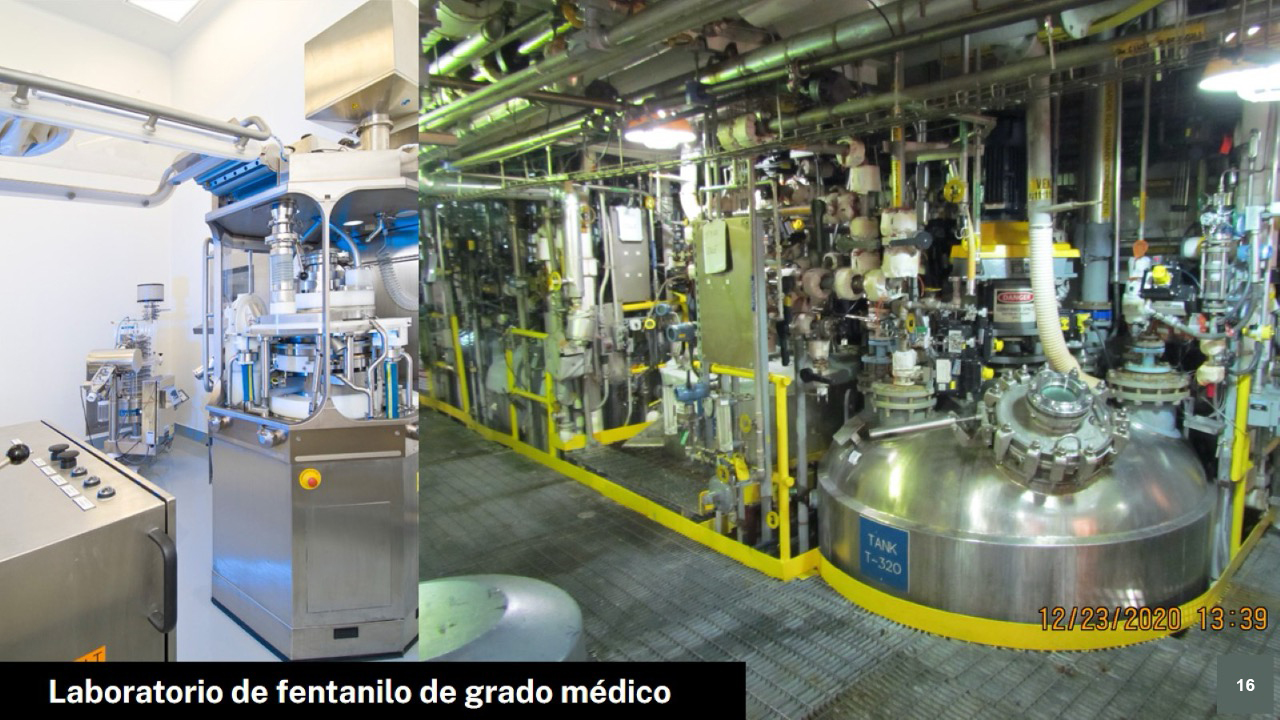 DANGER
TANK
T-320
12/23/2020 13:39
Laboratorio de fentanilo de grado médico
16